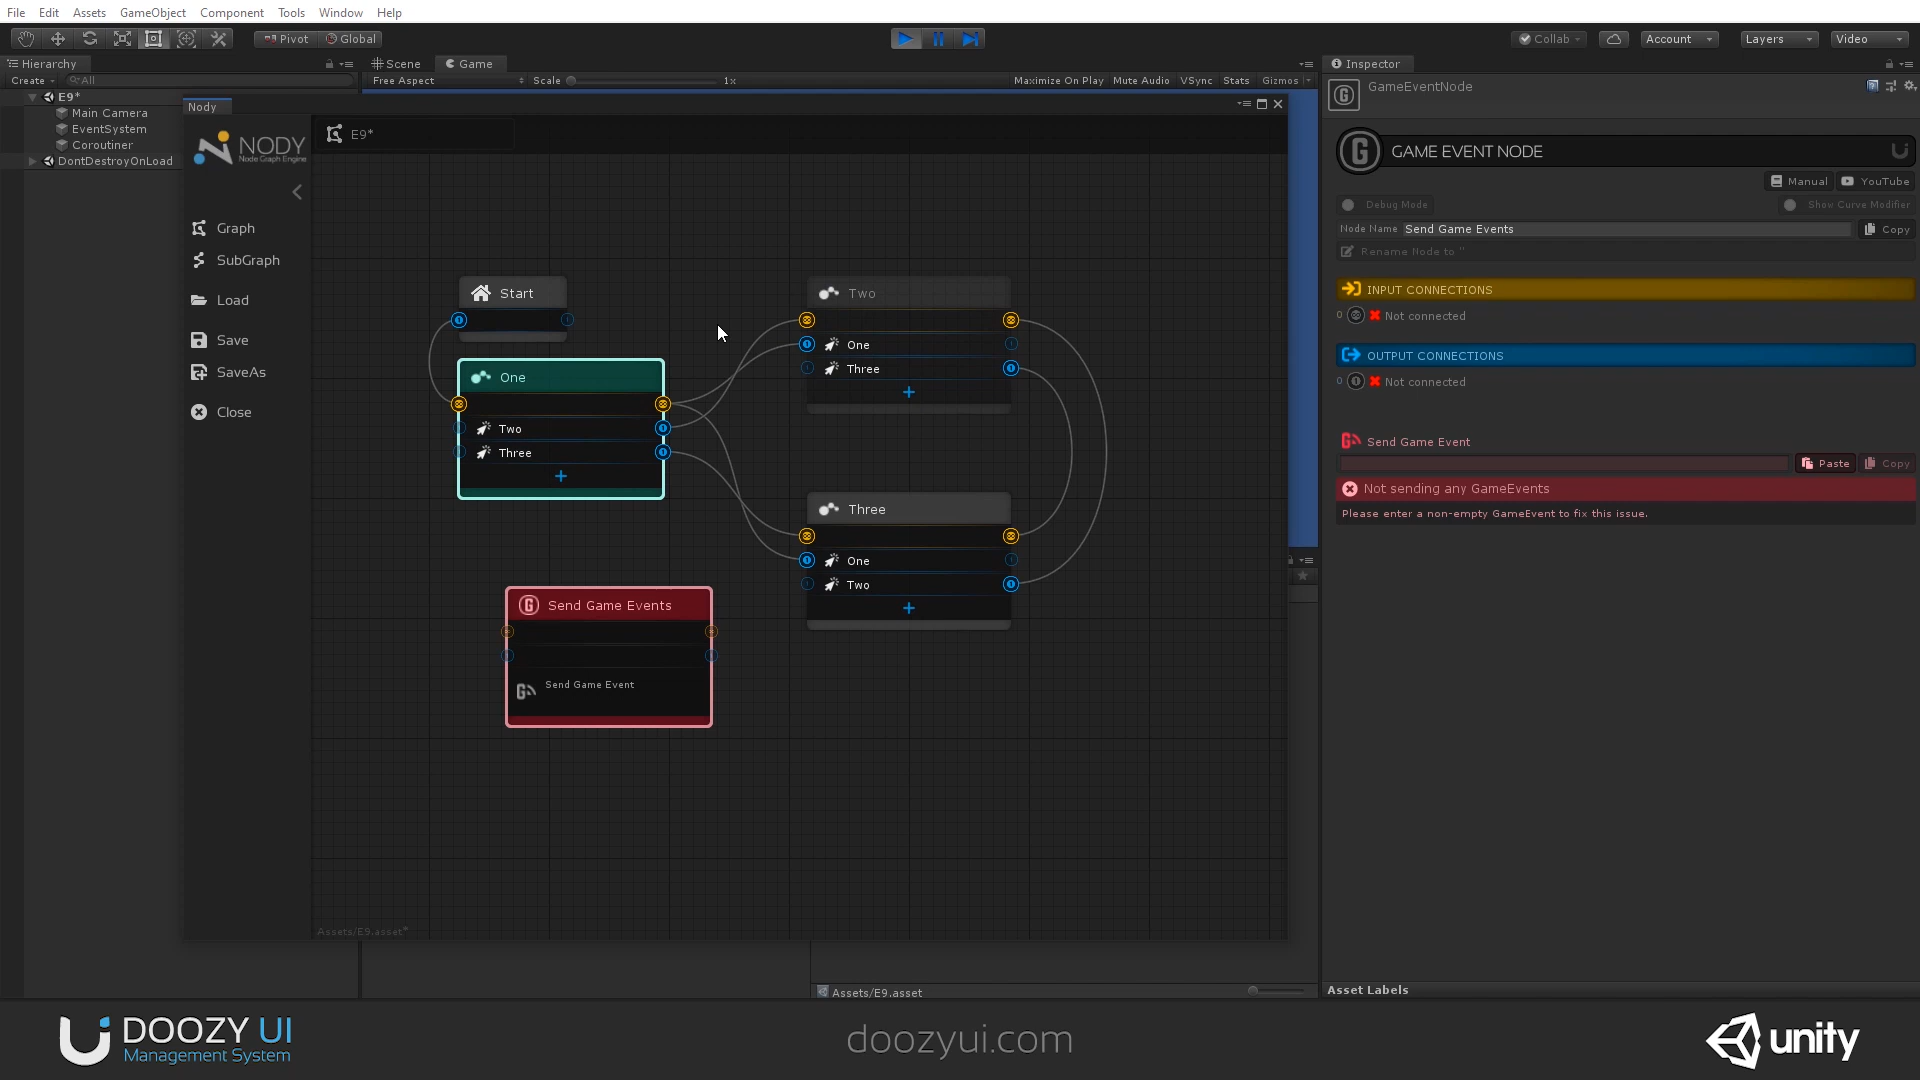 File Edit Assets GameObject Component Tools Window Help
Pivot Global Collab Account Layers Video
Hierarchy
Create All
E9*
Main Camera
EventSystem
Coroutiner
DontDestroyOnLoad
Scene Game
Free Aspect Scale 1x Maximize On Play Mute Audio VSync Stats Gizmos
Nody
NODY
Node Graph Engine
Graph
SubGraph
Load
Save
SaveAs
Close
E9*
Start
One
Two
Three
Two
One
Three
Three
One
Two
Send Game Events
Send Game Event
Assets/E9.asset*
Assets/E9.asset
Inspector
GameEventNode
GAME EVENT NODE
Manual YouTube
Debug Mode Show Curve Modifier
Node Name Send Game Events Copy
Rename Node to ''
INPUT CONNECTIONS
0 Not connected
OUTPUT CONNECTIONS
0 Not connected
Send Game Event
Paste Copy
Not sending any GameEvents
Please enter a non-empty GameEvent to fix this issue.
Asset Labels
DOOZY UI
Management System
doozyui.com
unity